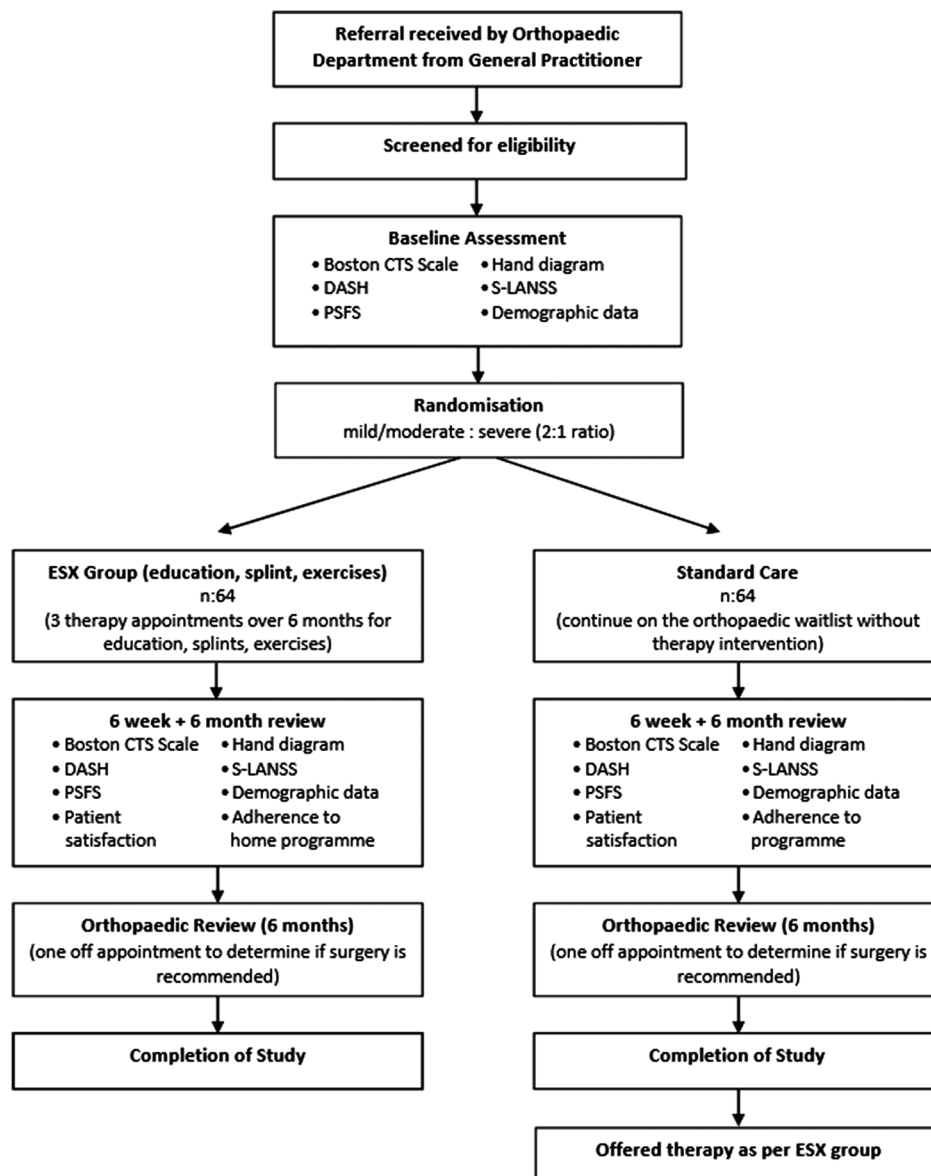 Referral received by Orthopaedic
Department from General Practitioner
Screened for eligibility
Baseline Assessment
• Boston CTS Scale • Hand diagram
• DASH • S-LANSS
• PSFS • Demographic data
Randomisation
mild/moderate : severe (2:1 ratio)
ESX Group (education, splint, exercises)
n:64
(3 therapy appointments over 6 months for
education, splints, exercises)
Standard Care
n:64
(continue on the orthopaedic waitlist without
therapy intervention)
6 week + 6 month review
• Boston CTS Scale • Hand diagram
• DASH • S-LANSS
• PSFS • Demographic data
• Patient • Adherence to
satisfaction home programme
6 week + 6 month review
• Boston CTS Scale • Hand diagram
• DASH • S-LANSS
• PSFS • Demographic data
• Patient • Adherence to
satisfaction programme
Orthopaedic Review (6 months)
(one off appointment to determine if surgery is
recommended)
Orthopaedic Review (6 months)
(one off appointment to determine if surgery is
recommended)
Completion of Study
Completion of Study
Offered therapy as per ESX group